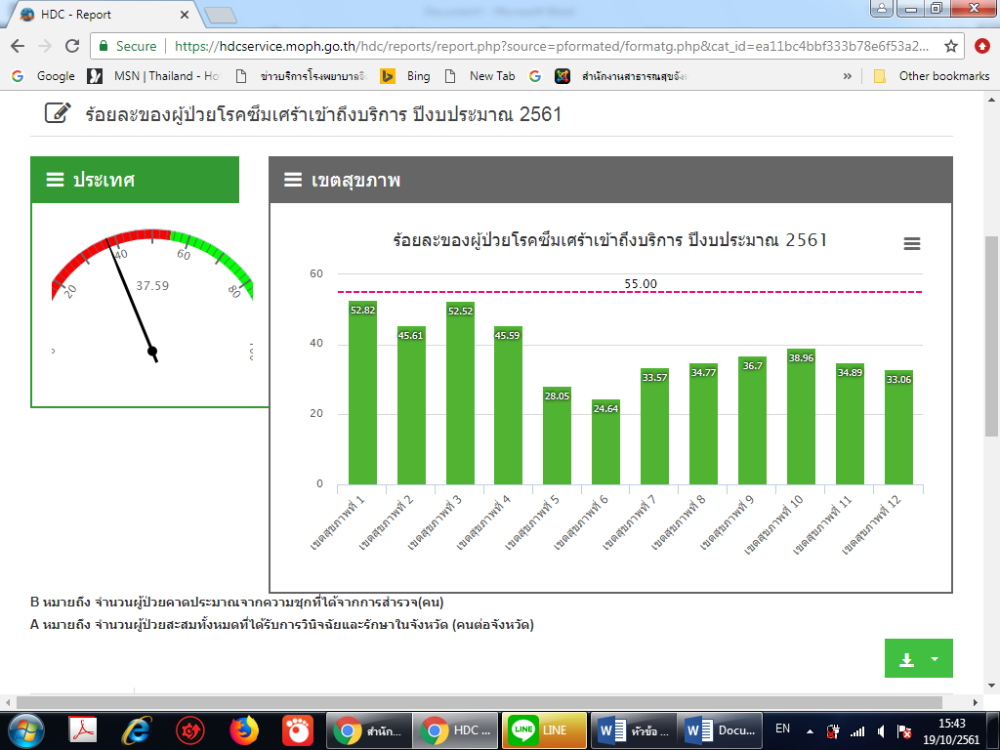 HDC - Report
Secure https://hdcservice.moph.go.th/hdc/reports/report.php?source=pformated/formatg.php&cat_id=ea11bc4bbf333b78e6f53a2...
Google MSN | Thailand - Ho ข่าวบริการโรงพยาบาลจิ Bing New Tab สำนักงานสาธารณสุขจัง » Other bookmarks
ร้อยละของผู้ป่วยโรคซึมเศร้าเข้าถึงบริการ ปีงบประมาณ 2561
ประเทศ
20
40
60
80
37.59
เขตสุขภาพ
ร้อยละของผู้ป่วยโรคซึมเศร้าเข้าถึงบริการ ปีงบประมาณ 2561
60
40
20
0
55.00
52.82
45.61
52.52
45.59
28.05
24.64
33.57
34.77
36.7
38.96
34.89
33.06
เขตสุขภาพที่ 1
เขตสุขภาพที่ 2
เขตสุขภาพที่ 3
เขตสุขภาพที่ 4
เขตสุขภาพที่ 5
เขตสุขภาพที่ 6
เขตสุขภาพที่ 7
เขตสุขภาพที่ 8
เขตสุขภาพที่ 9
เขตสุขภาพที่ 10
เขตสุขภาพที่ 11
เขตสุขภาพที่ 12
B หมายถึง จำนวนผู้ป่วยคาดประมาณจากความชุกที่ได้จากการสำรวจ(คน)
A หมายถึง จำนวนผู้ป่วยสะสมทั้งหมดที่ได้รับการวินิจฉัยและรักษาในจังหวัด (คนต่อจังหวัด)
สำนัก... HDC ... LINE LINE หัวข้อ ... Docu... EN 15:43
19/10/2561